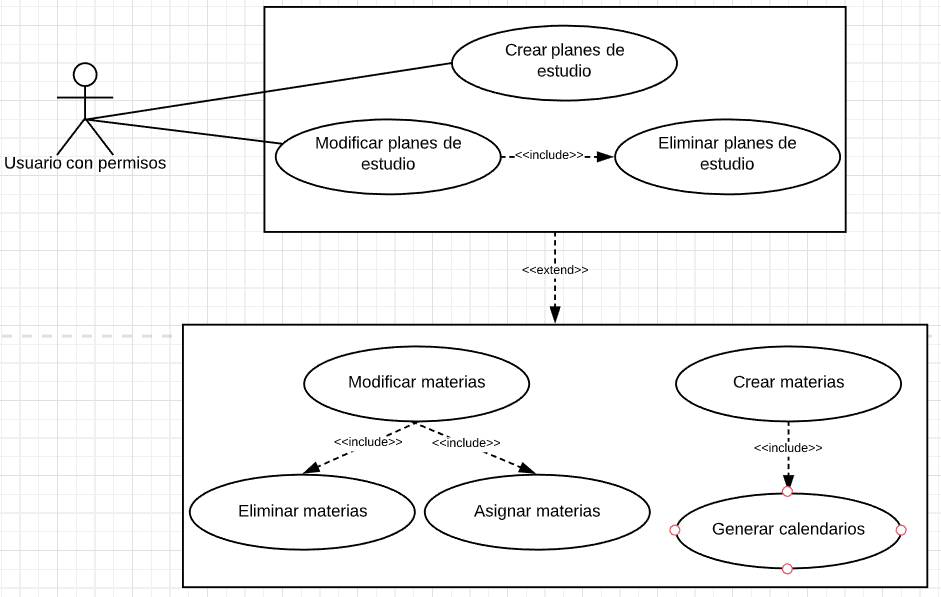 Crear planes de
estudio
Usuario con permisos
Modificar planes de
estudio
<<include>>
Eliminar planes de
estudio
<<extend>>
Modificar materias
Crear materias
<<include>>
<<include>>
<<include>>
Eliminar materias
Asignar materias
Generar calendarios